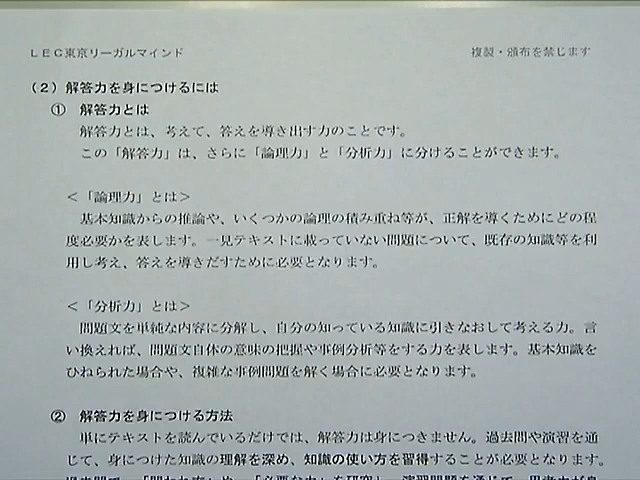 LEC東京リーガルマインド 複製・頒布を禁じます
(2)解答力を身につけるには
① 解答力とは
解答力とは、考えて、答えを導き出す力のことです。
この「解答力」は、さらに「論理力」と「分析力」に分けることができます。
<「論理力」とは>
基本知識からの推論や、いくつかの論理の積み重ね等が、正解を導くためにどの程
度必要かを表します。一見テキストに載っていない問題について、既存の知識等を利
用し考え、答えを導きだすために必要となります。
<「分析力」とは>
問題文を単純な内容に分解し、自分の知っている知識に引きなおして考える力。言
い換えれば、問題文自体の意味の把握や事例分析等をする力を表します。基本知識を
ひねられた場合や、複雑な事例問題を解く場合に必要となります。
② 解答力を身につける方法
単にテキストを読んでいるだけでは、解答力は身につきません。過去問や演習を通
じて、身につけた知識の理解を深め、知識の使い方を習得することが必要となります。